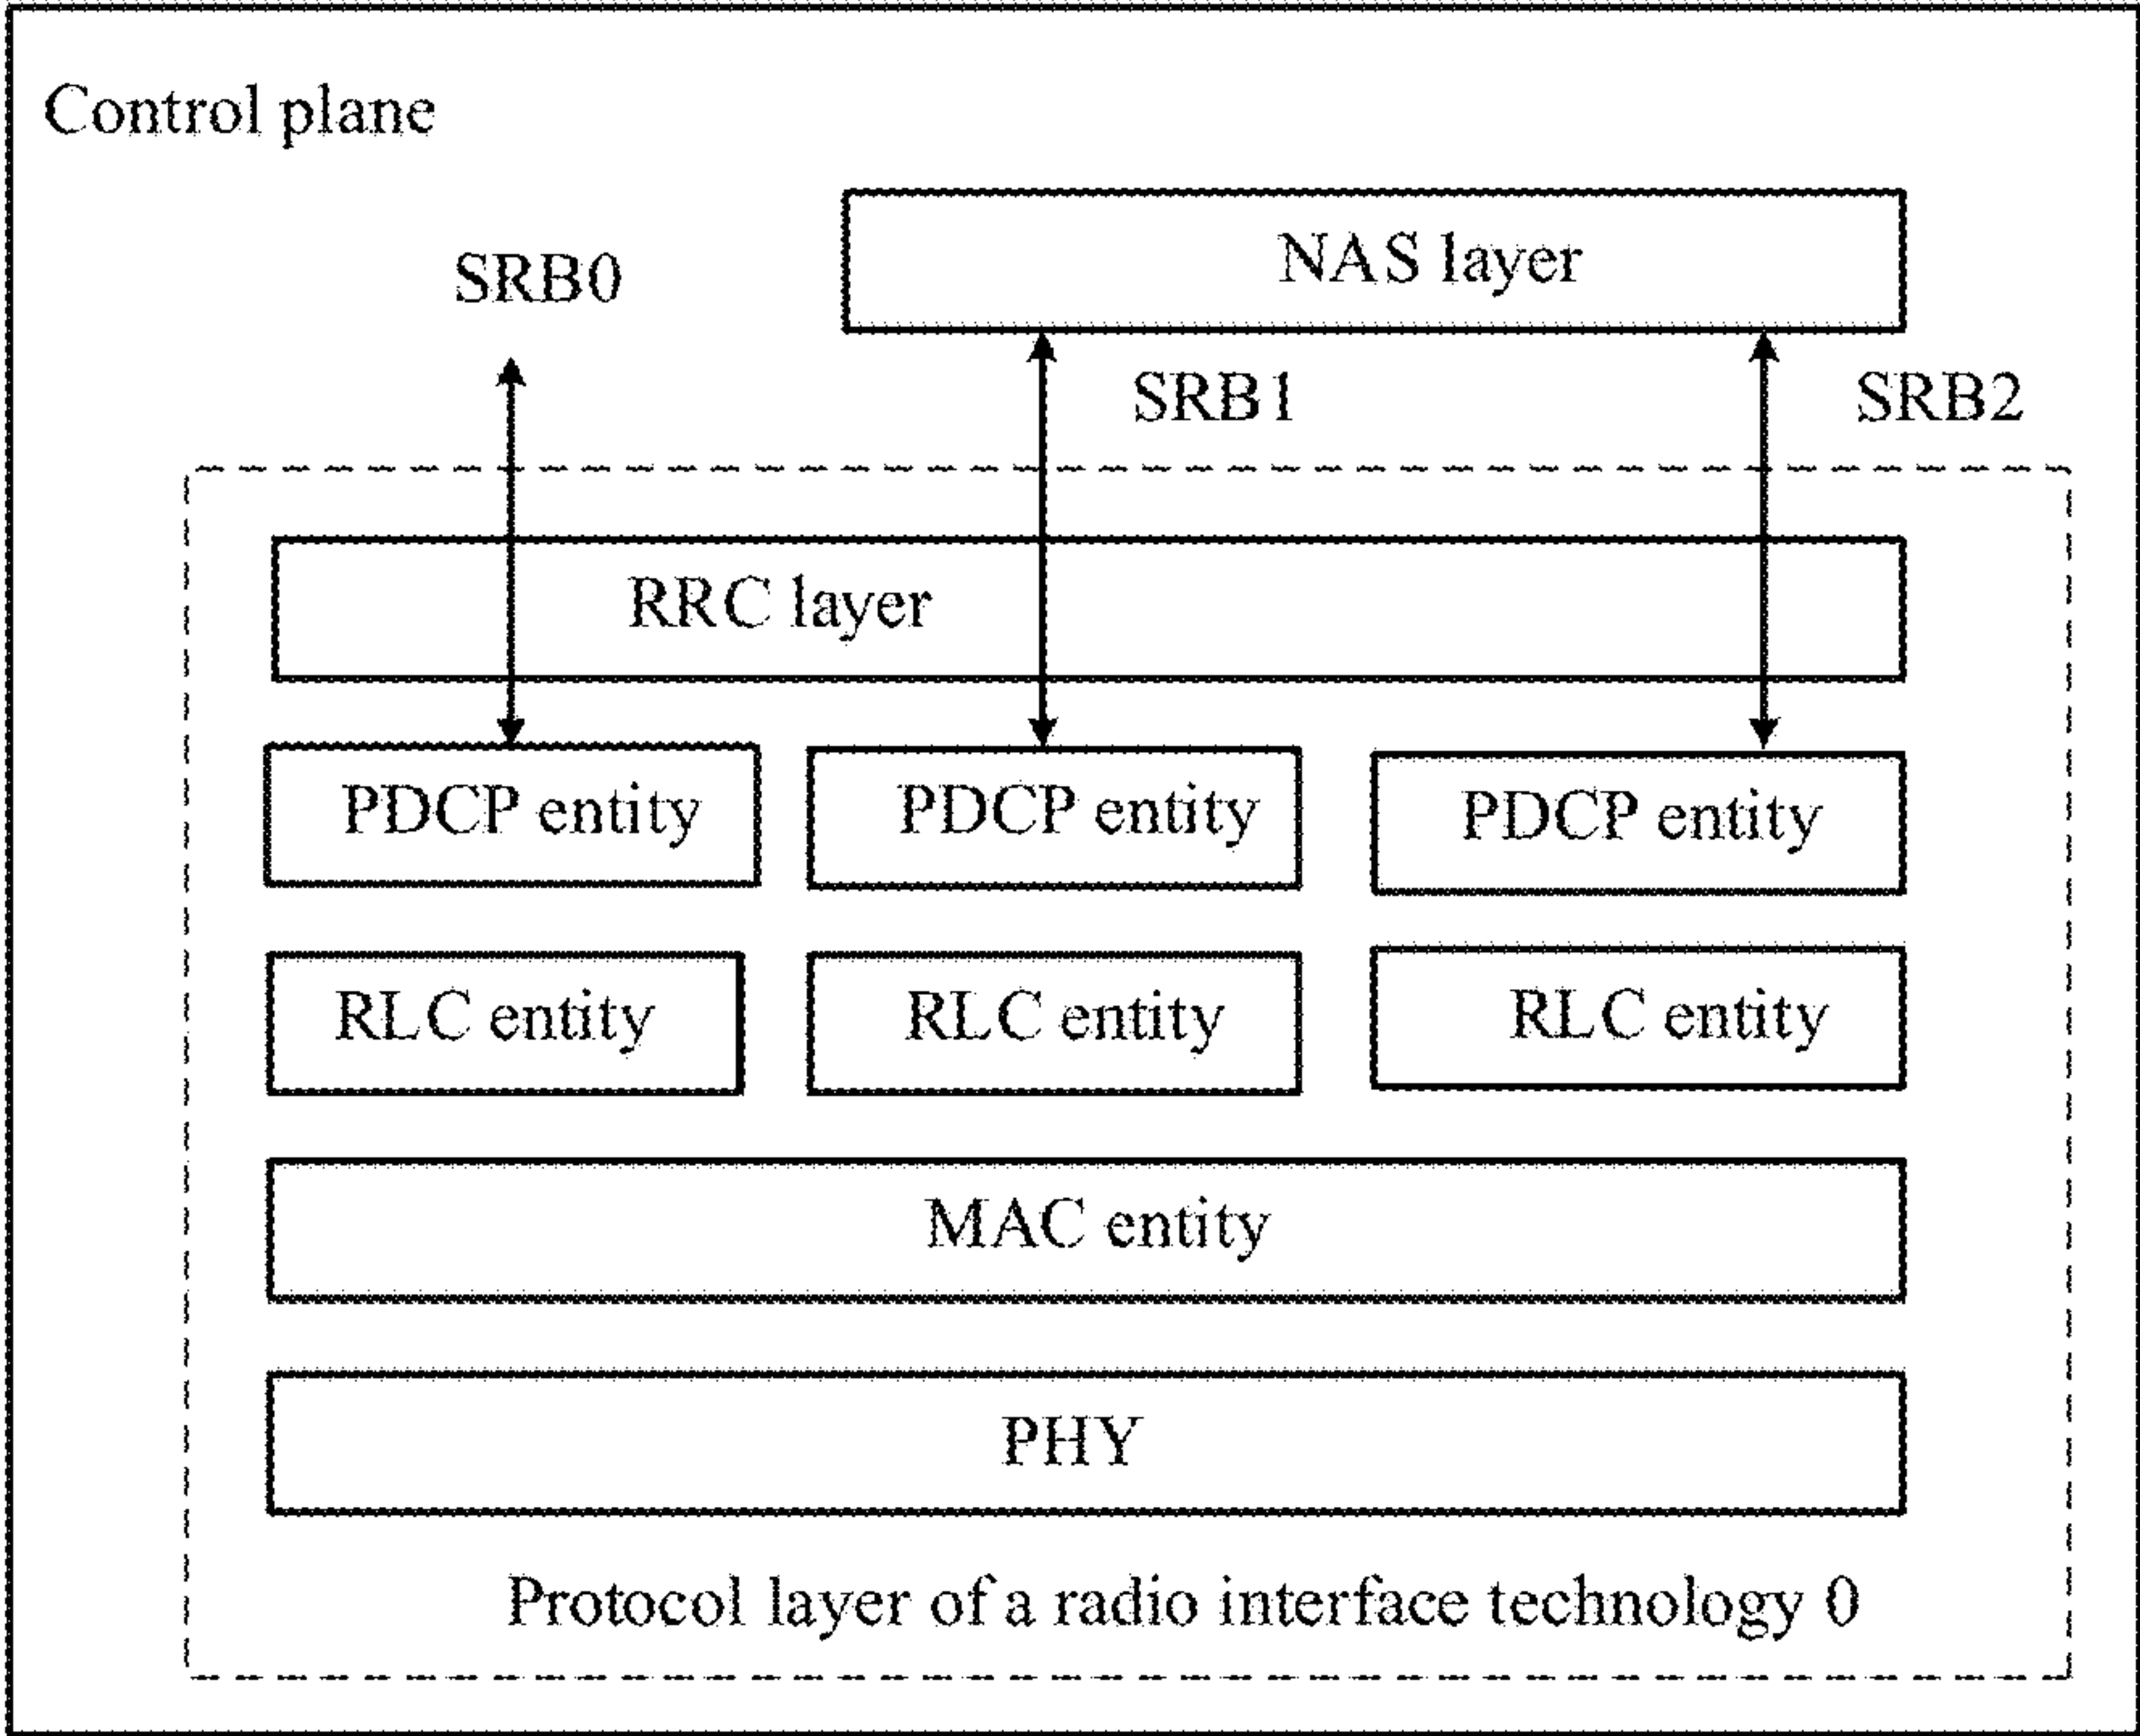 Control plane
NAS layer
SRB0
SRB1
SRB2
RRC layer
PDCP entity
PDCP entity
PDCP entity
RLC entity
RLC entity
RLC entity
MAC entity
PHY
Protocol layer of a radio interface technology 0